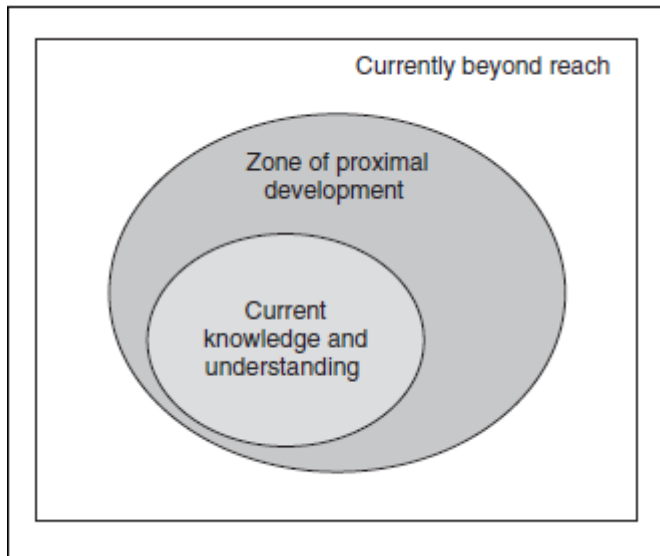 Currently beyond reach
Zone of proximal
development
Current
knowledge and
understanding